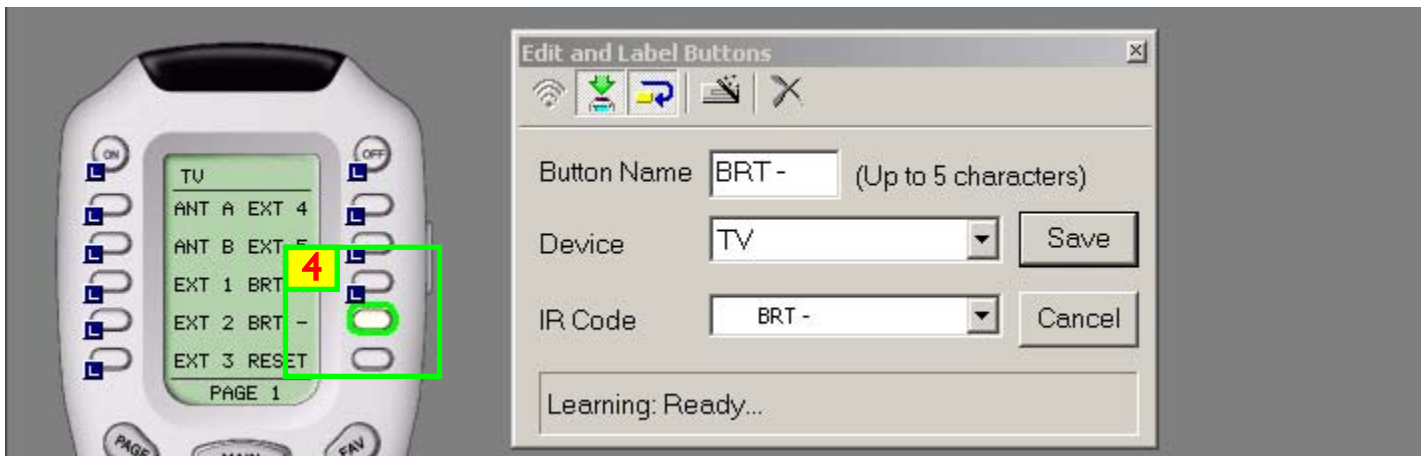 Edit and Label Buttons
ON
OFF
TV
ANT A EXT 4
ANT B EXT 5
4
EXT 1 BRT
EXT 2 BRT -
EXT 3 RESET
PAGE 1
PAGE
MAIN
FAV
L
L
L
L
L
L
L
L
L
L
Button Name BRT - (Up to 5 characters)
Device TV Save
IR Code BRT - Cancel
Learning: Ready...